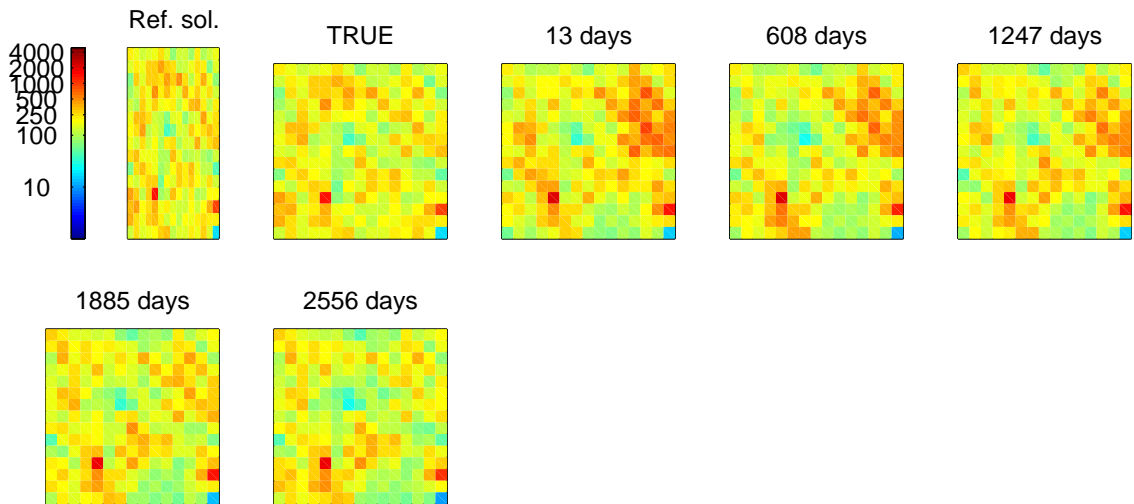 Ref. sol.
TRUE
13 days
608 days
1247 days
4000
2000
1000
500
250
100
10
1885 days
2556 days